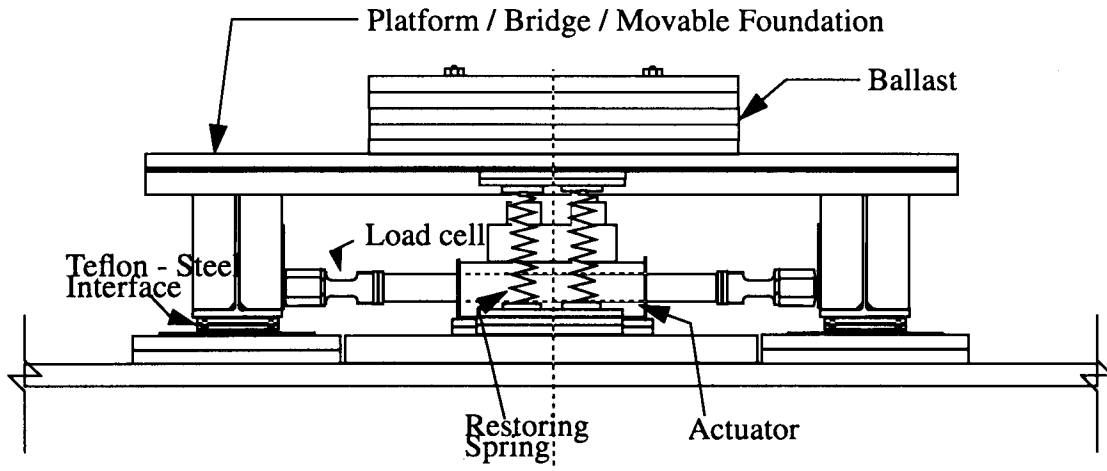 Platform / Bridge / Movable Foundation
Ballast
Load cell
Teflon - Steel
Interface
Restoring
Spring
Actuator